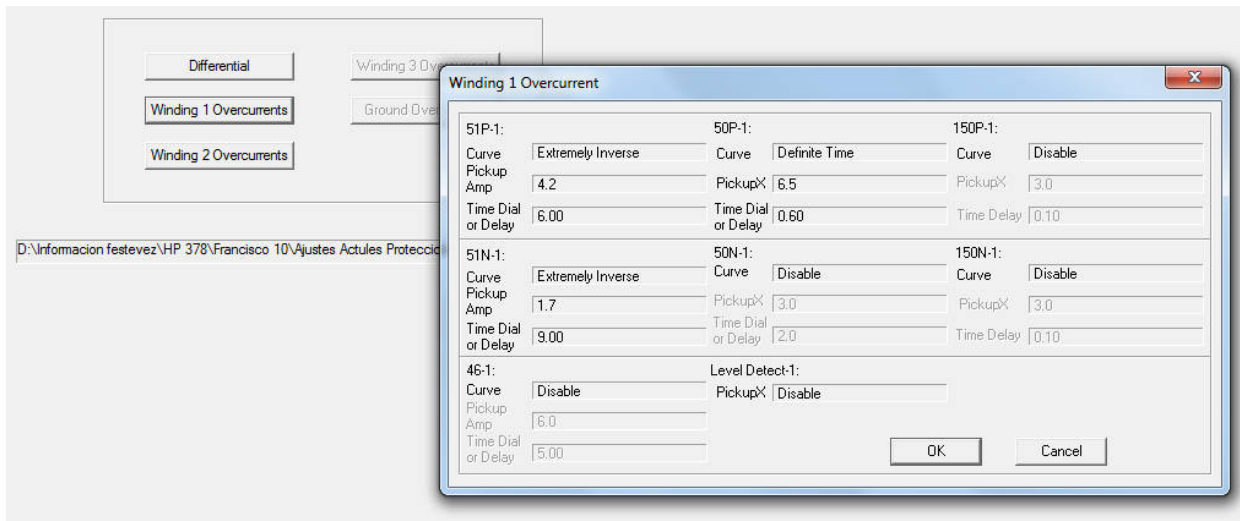 Differential
Winding 3 Overcurrents
Winding 1 Overcurrents
Ground Over
Winding 2 Overcurrents
D:\Informacion festevez\HP 378\Francisco 10\Ajustes Actules Proteccio
Winding 1 Overcurrent
51P-1: 50P-1: 150P-1:
Curve Extremely Inverse Curve Definite Time Curve Disable
Pickup
Amp 4.2 PickupX 6.5 PickupX 3.0
Time Dial
or Delay 6.00 Time Dial
or Delay 0.60 Time Delay 0.10
51N-1: 50N-1: 150N-1:
Curve Extremely Inverse Curve Disable Curve Disable
Pickup
Amp 1.7 PickupX 3.0 PickupX 3.0
Time Dial
or Delay 9.00 Time Dial
or Delay 2.0 Time Delay 0.10
46-1: Level Detect-1:
Curve Disable PickupX Disable
Pickup
Amp 6.0
Time Dial
or Delay 5.00
OK Cancel